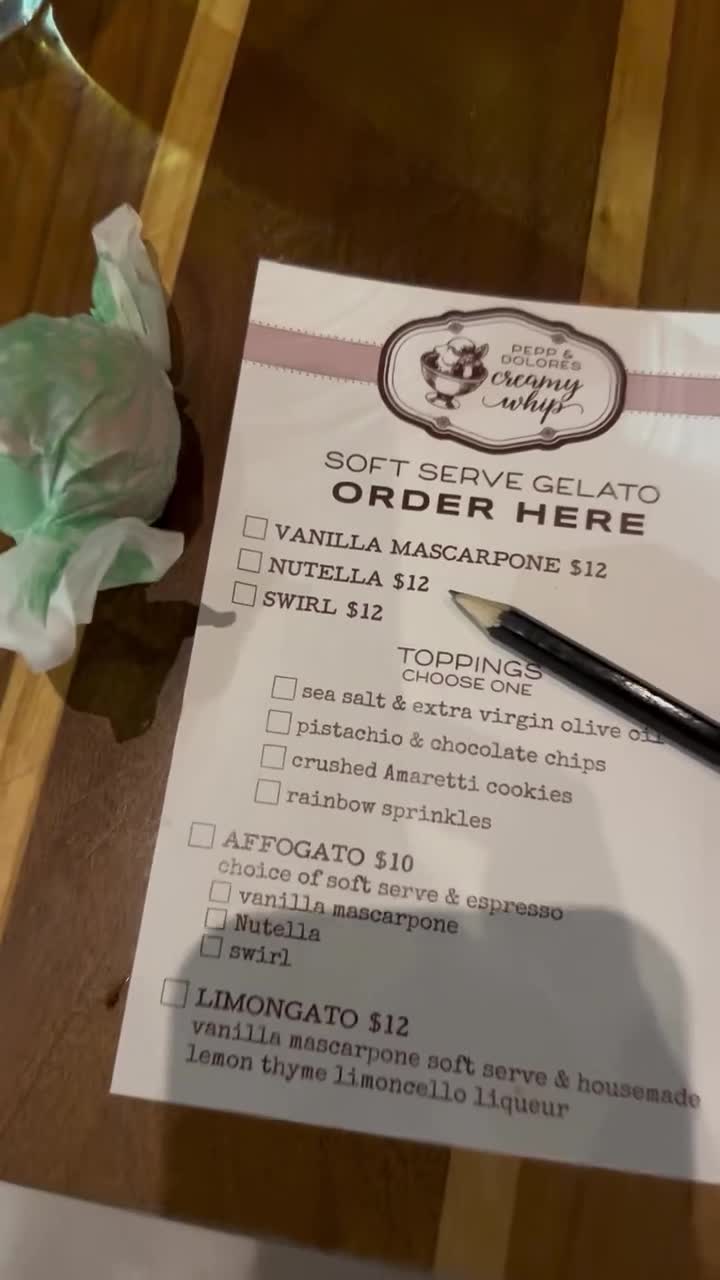 PEPP &
DOLORES
creamy
whip
SOFT SERVE GELATO
ORDER HERE
VANILLA MASCARPONE $12
NUTELLA $12
SWIRL $12
TOPPINGS
CHOOSE ONE
sea salt & extra virgin olive oil
pistachio & chocolate chips
crushed Amaretti cookies
rainbow sprinkles
AFFOGATO $10
choice of soft serve & espresso
vanilla mascarpone
Nutella
swirl
LIMONGATO $12
vanilla mascarpone soft serve & housemade
lemon thyme limoncello liqueur